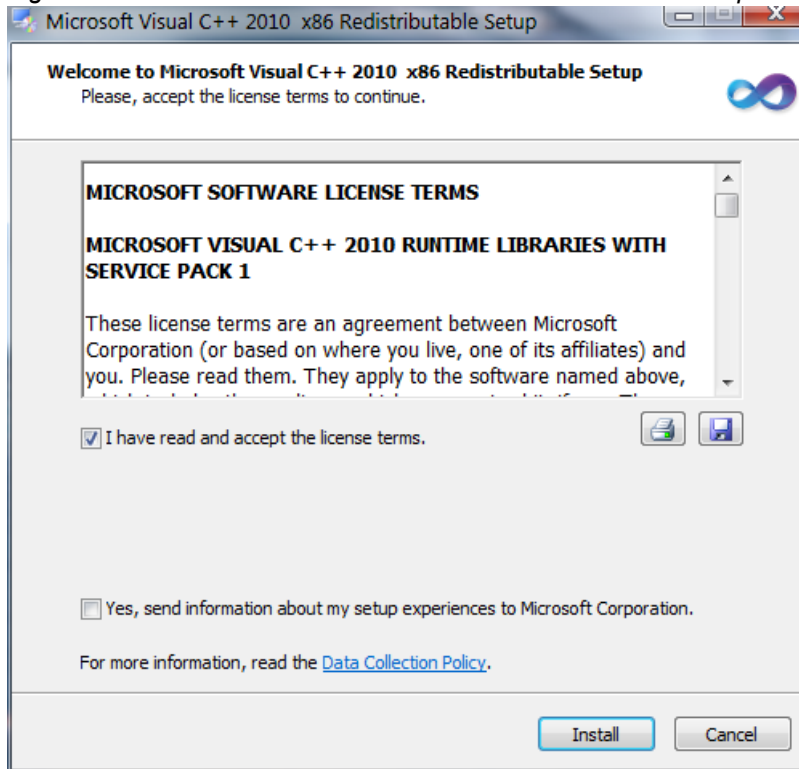 Microsoft Visual C++ 2010 x86 Redistributable Setup
Welcome to Microsoft Visual C++ 2010 x86 Redistributable Setup
Please, accept the license terms to continue.
MICROSOFT SOFTWARE LICENSE TERMS
MICROSOFT VISUAL C++ 2010 RUNTIME LIBRARIES WITH
SERVICE PACK 1
These license terms are an agreement between Microsoft
Corporation (or based on where you live, one of its affiliates) and
you. Please read them. They apply to the software named above,
I have read and accept the license terms.
Yes, send information about my setup experiences to Microsoft Corporation.
For more information, read the Data Collection Policy.
Install
Cancel